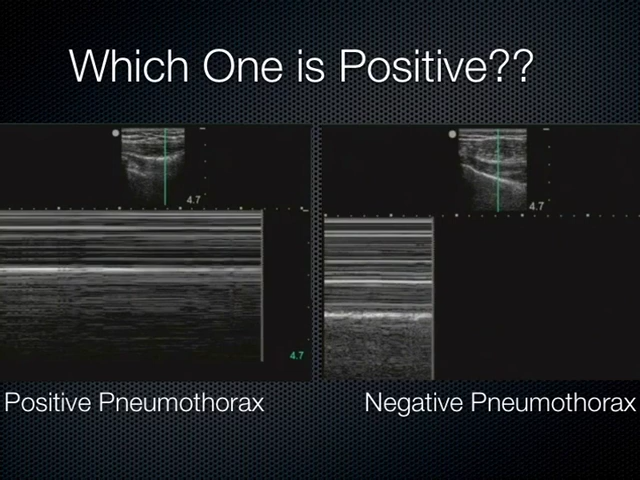 Which One is Positive??
4.7
4.7
4.7
Positive Pneumothorax
Negative Pneumothorax